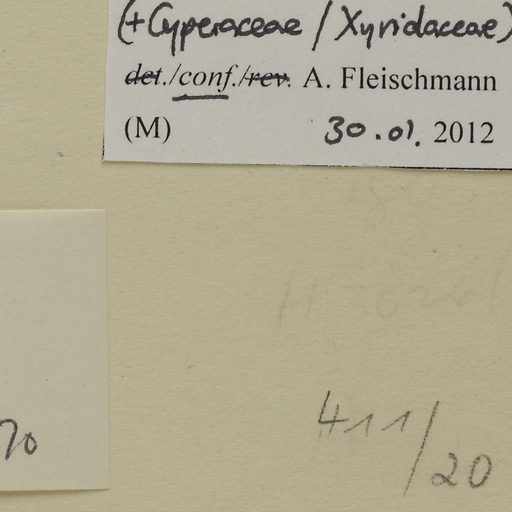 (+ Cyperaceae / Xyridaceae)
det./conf./rev. A. Fleischmann
(M) 30.01. 2012
70
411/20